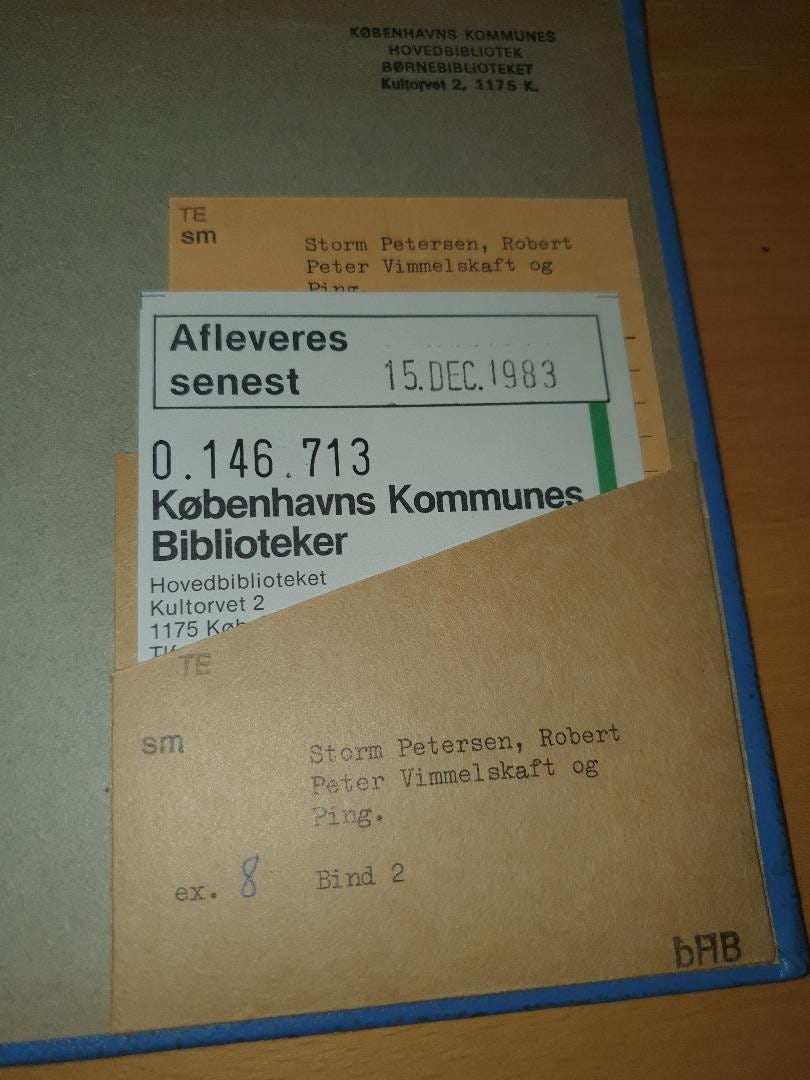 KØBENHAVNS KOMMUNES
HOVEDBIBLIOTEK
BØRNEBIBLIOTEKET
Kultorvet 2, 1175 K.
TE
sm
Storm Petersen, Robert
Peter Vimmelskaft og
Ping.
Afleveres
senest 15.DEC.1983
0.146.713
Københavns Kommunes
Biblioteker
Hovedbiblioteket
Kultorvet 2
1175
TE
sm
Storm Petersen, Robert
Peter Vimmelskaft og
Ping.
ex. 8 Bind 2
bHB